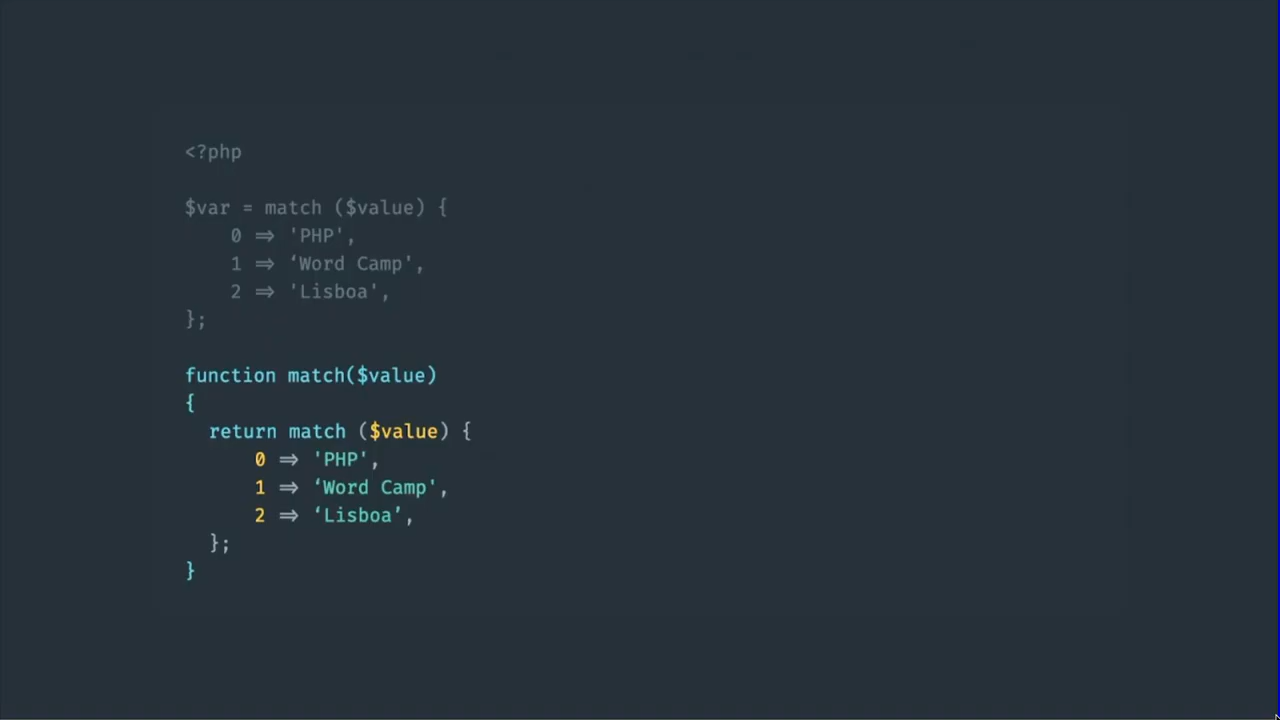 <?php
$var = match ($value) {
0 => 'PHP',
1 => ‘Word Camp',
2 => 'Lisboa',
};
function match($value)
{
return match ($value) {
0 => 'PHP',
1 => ‘Word Camp',
2 => ‘Lisboa’,
};
}